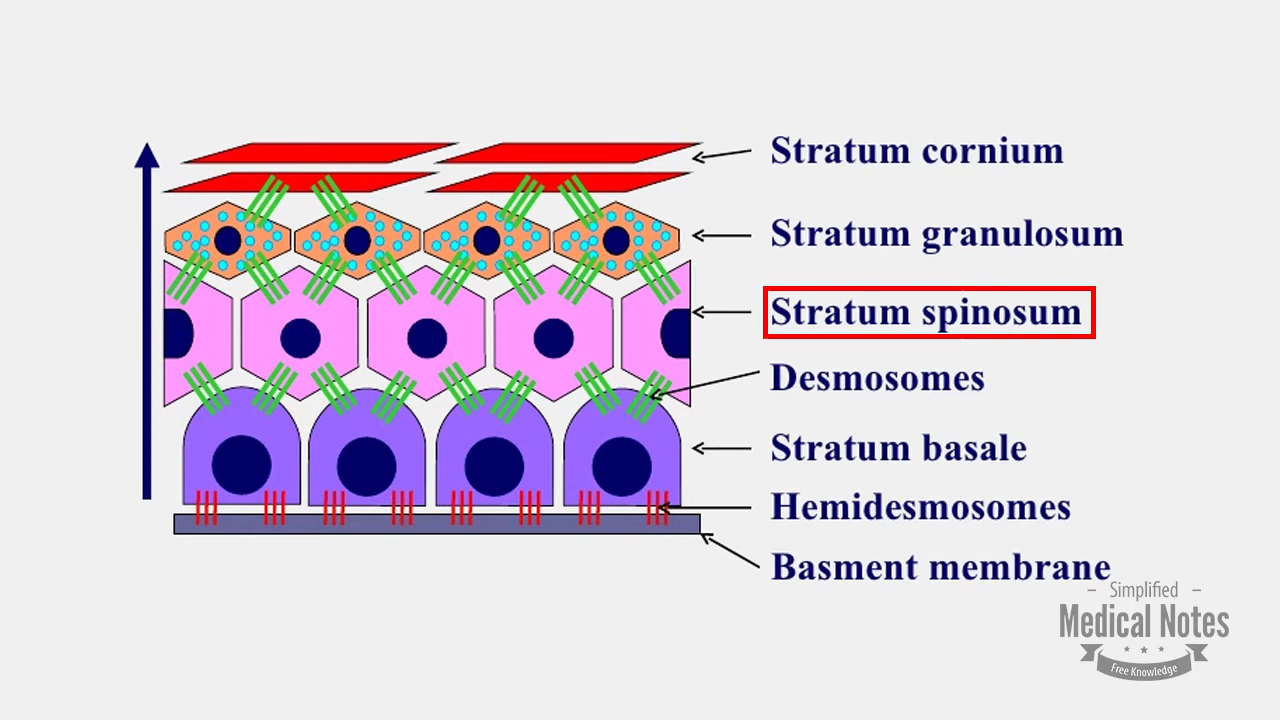 Stratum cornium
Stratum granulosum
Stratum spinosum
Desmosomes
Stratum basale
Hemidesmosomes
Basment membrane
– Simplified –
Medical Notes
Free Knowledge